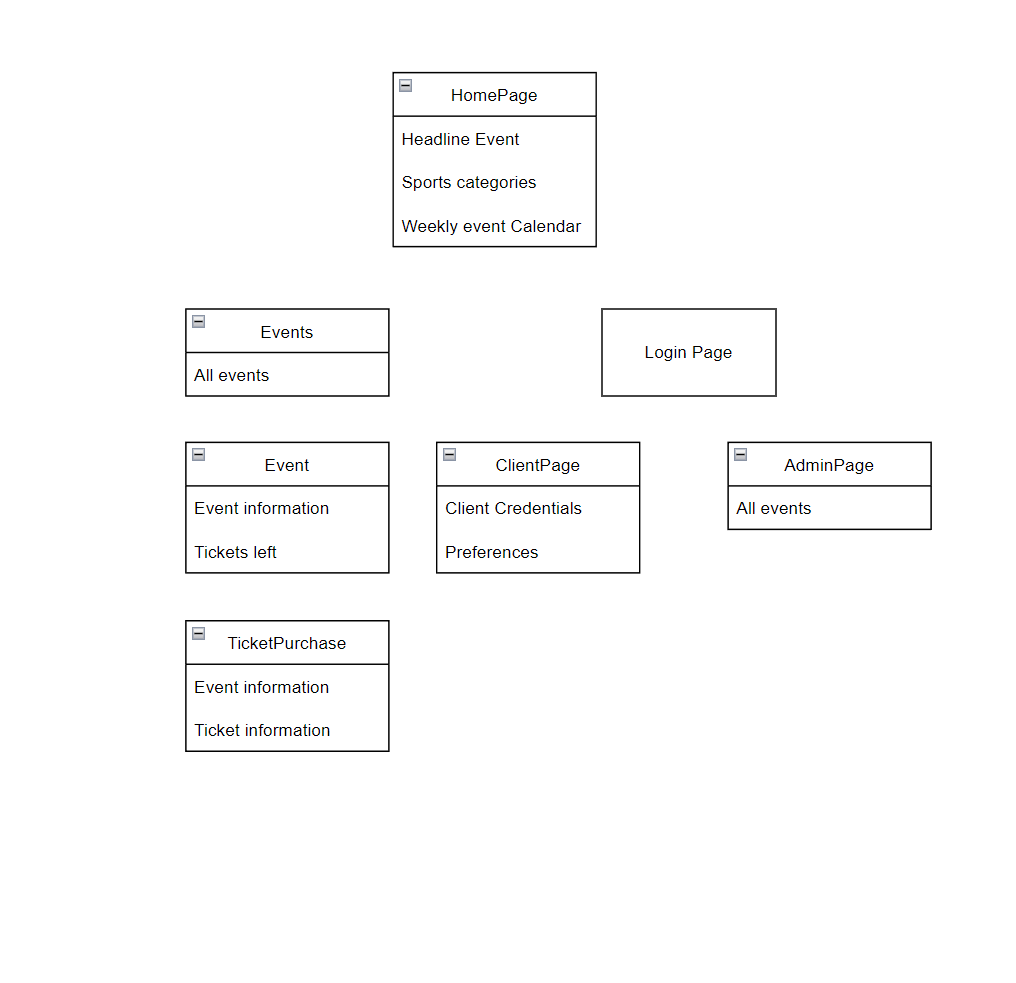 HomePage
Headline Event
Sports categories
Weekly event Calendar
Events
All events
Login Page
Event
Event information
Tickets left
ClientPage
Client Credentials
Preferences
AdminPage
All events
TicketPurchase
Event information
Ticket information